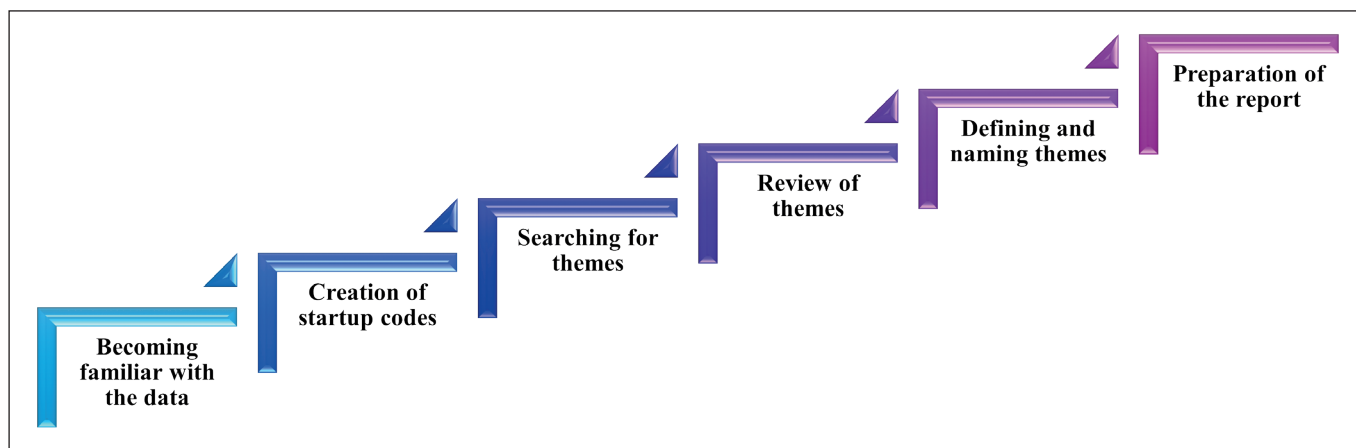 Becoming
familiar with
the data
Creation of
startup codes
Searching for
themes
Review of
themes
Defining and
naming themes
Preparation of
the report